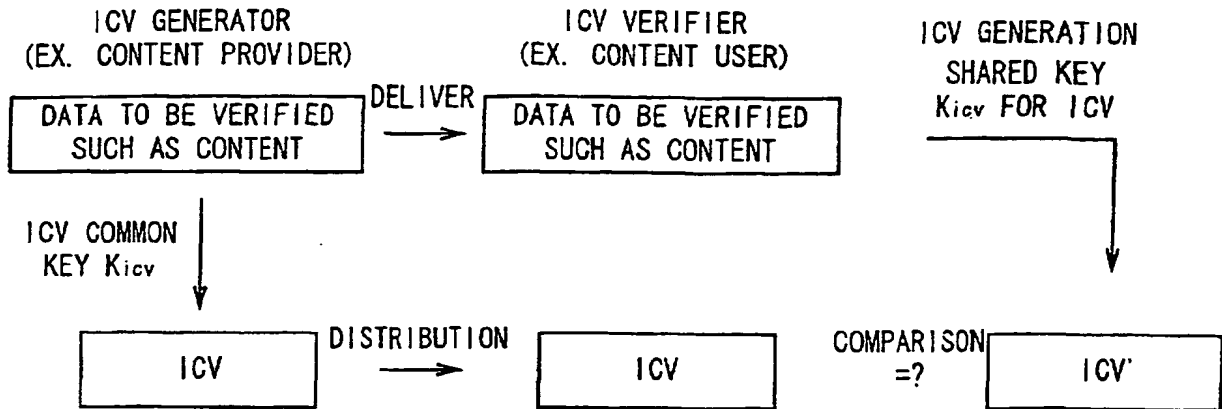 ICV GENERATOR
(EX. CONTENT PROVIDER)
ICV VERIFIER
(EX. CONTENT USER)
ICV GENERATION
SHARED KEY
Kicv FOR ICV
DATA TO BE VERIFIED
SUCH AS CONTENT
DELIVER
DATA TO BE VERIFIED
SUCH AS CONTENT
ICV COMMON
KEY Kicv
ICV
DISTRIBUTION
ICV
COMPARISON
=?
ICV'